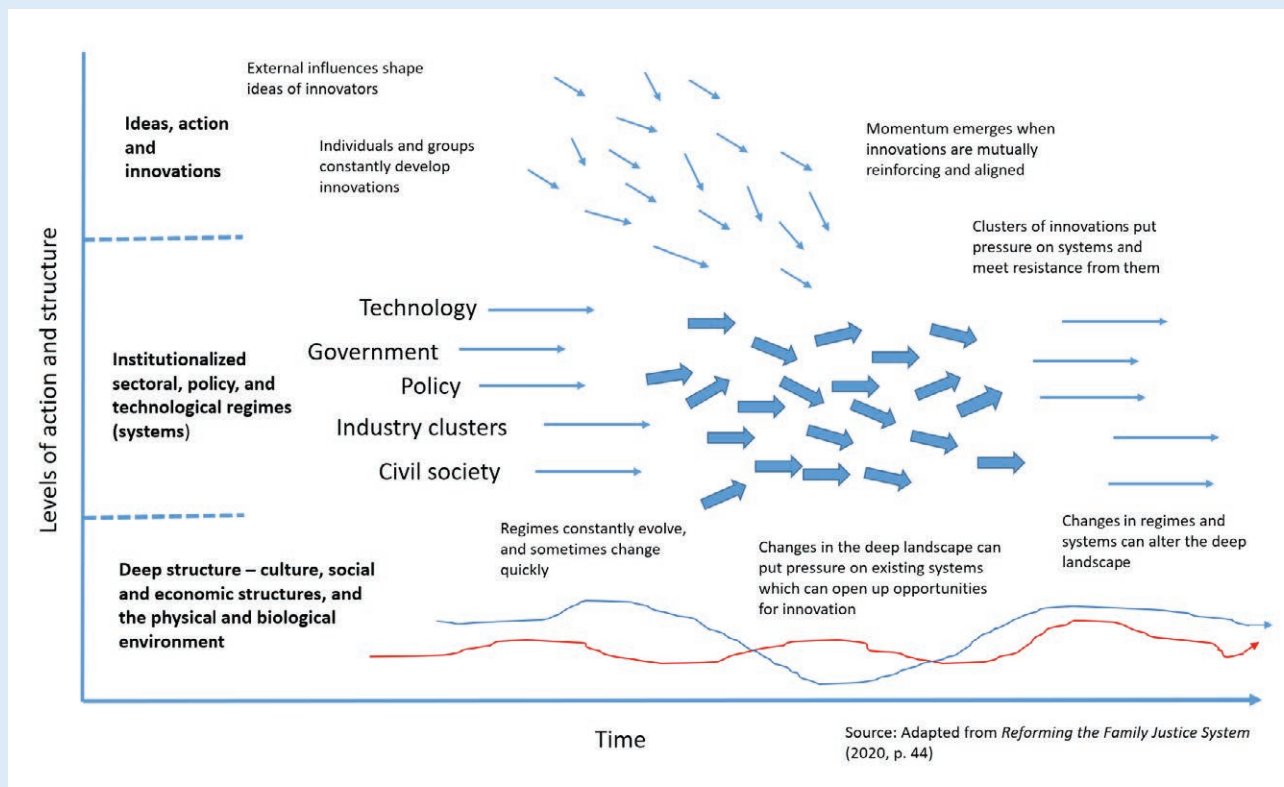 External influences shape
ideas of innovators
Ideas, action
and
innovations
Individuals and groups
constantly develop
innovations
Momentum emerges when
innovations are mutually
reinforcing and aligned
Clusters of innovations put
pressure on systems and
meet resistance from them
Levels of action and structure
Technology
Government
Policy
Industry clusters
Civil society
Institutionalized
sectoral, policy, and
technological regimes
(systems)
Regimes constantly evolve,
and sometimes change
quickly
Changes in the deep landscape can
put pressure on existing systems
which can open up opportunities
for innovation
Changes in regimes and
systems can alter the deep
landscape
Deep structure – culture, social
and economic structures, and
the physical and biological
environment
Time
Source: Adapted from Reforming the Family Justice System
(2020, p. 44)